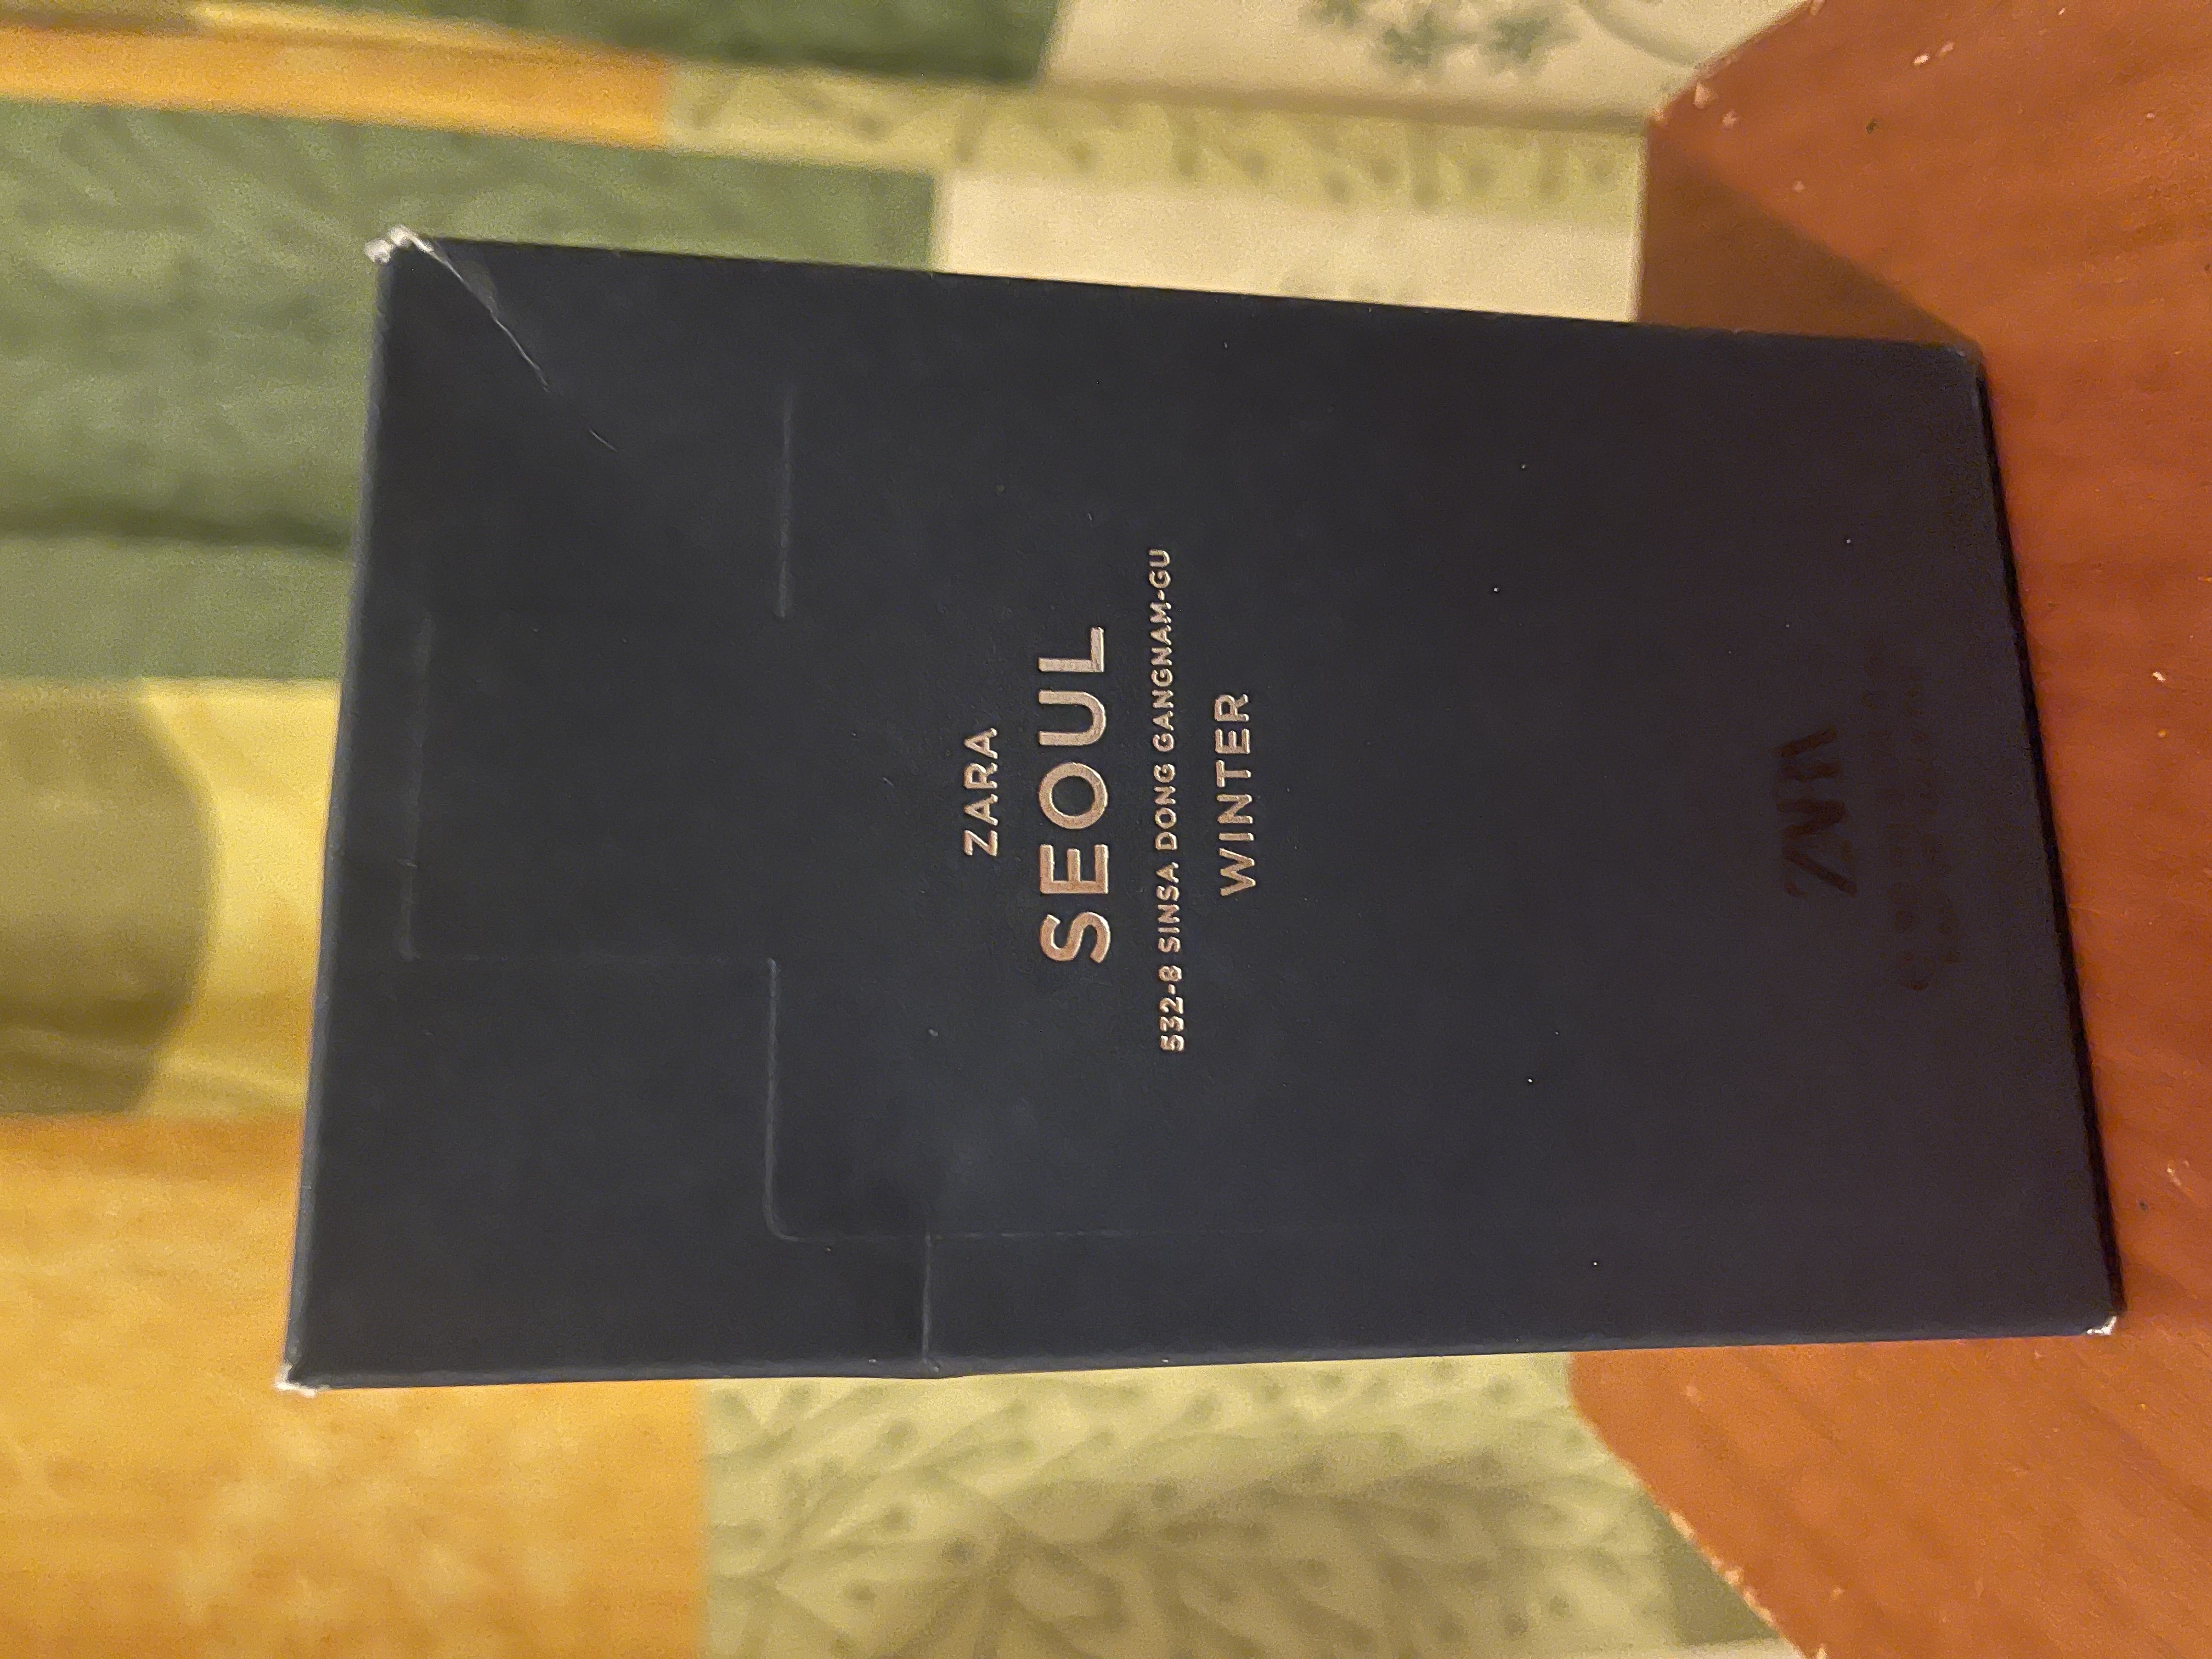 ZARA
SEOUL
532-8 SINSA DONG GANGNAM-GU
WINTER